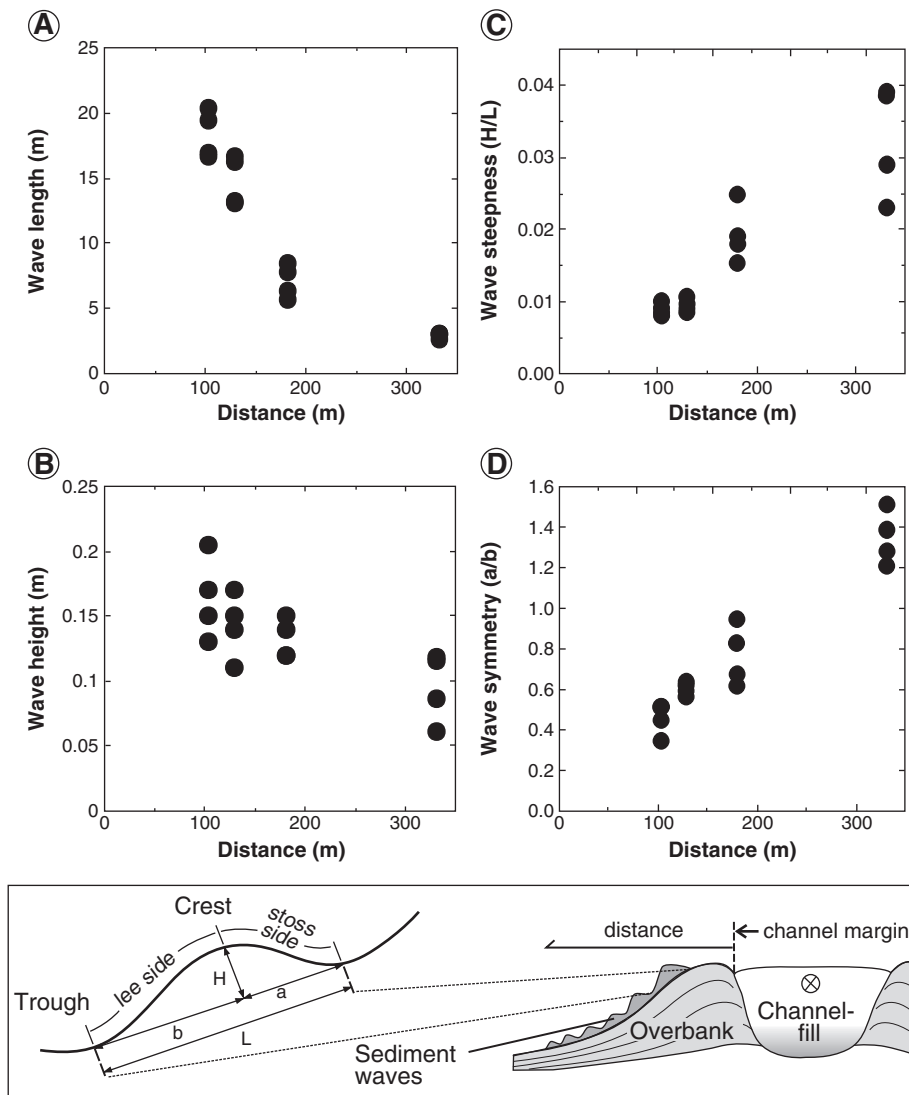 A
25
20
15
10
5
0
Wave length (m)
0 100 200 300
Distance (m)
C
0.04
0.03
0.02
0.01
0.00
Wave steepness (H/L)
0 100 200 300
Distance (m)
B
0.25
0.2
0.15
0.1
0.05
0
Wave height (m)
0 100 200 300
Distance (m)
D
1.6
1.4
1.2
1.0
0.8
0.6
0.4
0.2
0.0
Wave symmetry (a/b)
0 100 200 300
Distance (m)
Crest
stoss
side
lee side
Trough
H
a
b
L
distance
channel margin
Overbank
Channel-
fill
Sediment
waves